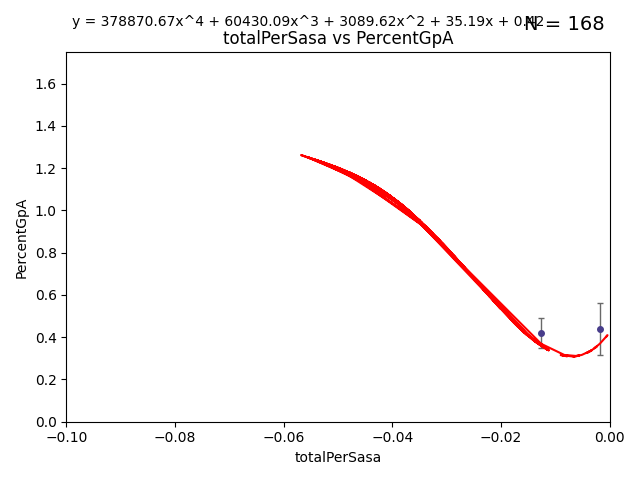 y = 378870.67x^4 + 60430.09x^3 + 3089.62x^2 + 35.19x + 0.42
N = 168
totalPerSasa vs PercentGpA
PercentGpA
1.6
1.4
1.2
1.0
0.8
0.6
0.4
0.2
0.0
−0.10 −0.08 −0.06 −0.04 −0.02 0.00
totalPerSasa